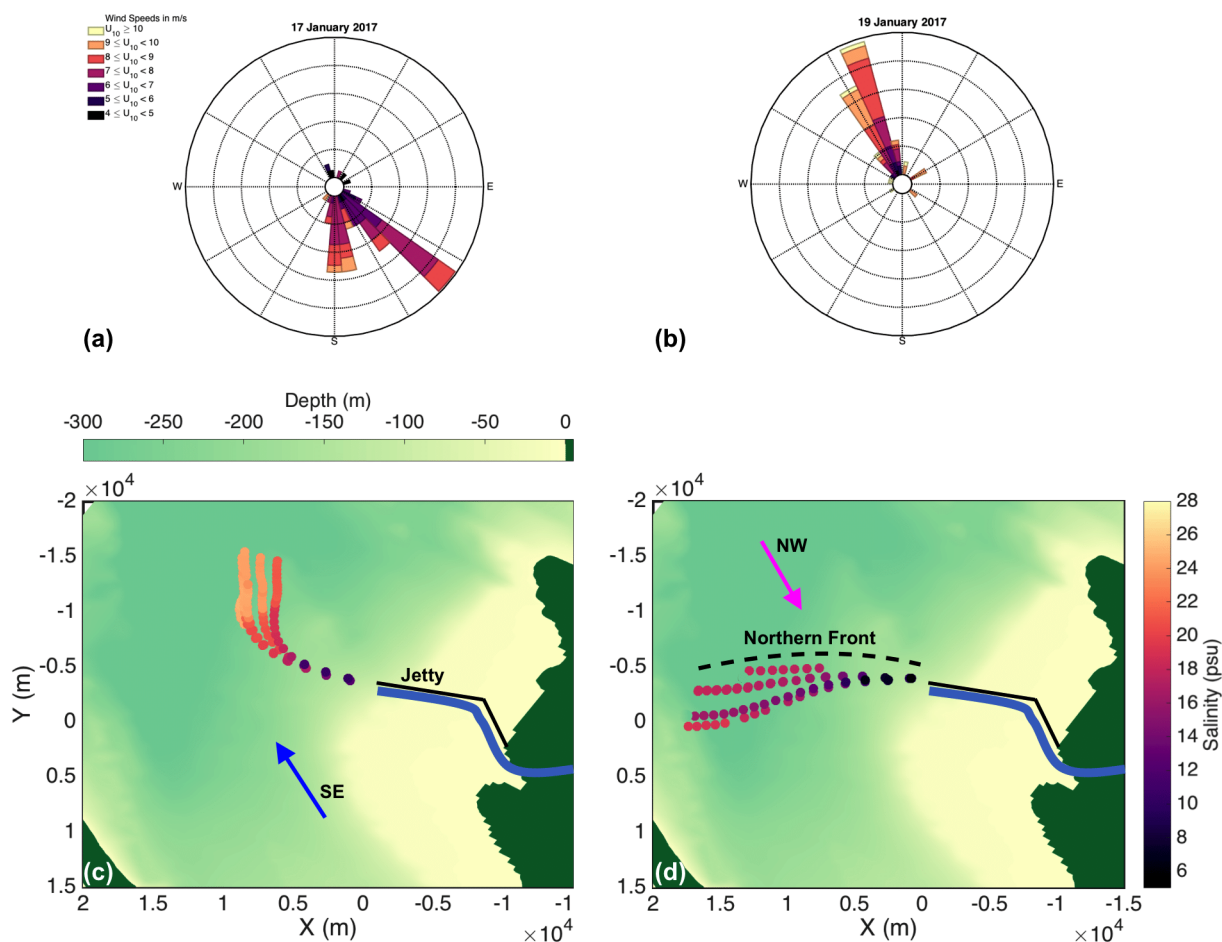 Wind Speeds in m/s
U10 ≥ 10
9 ≤ U10 < 10
8 ≤ U10 < 9
7 ≤ U10 < 8
6 ≤ U10 < 7
5 ≤ U10 < 6
4 ≤ U10 < 5
17 January 2017
W
E
S
(a)
19 January 2017
W
E
S
(b)
Depth (m)
-300 -250 -200 -150 -100 -50 0
×10^4
-2
-1.5
-1
-0.5
0
0.5
1
1.5
Y (m)
Jetty
SE
(c)
2 1.5 1 0.5 0 -0.5 -1
X (m)
×10^4
×10^4
-2
-1.5
-1
-0.5
0
0.5
1
1.5
NW
Northern Front
(d)
2 1.5 1 0.5 0 -0.5 -1 -1.5
X (m)
×10^4
28
26
24
22
20
18
16
14
12
10
8
6
Salinity (psu)